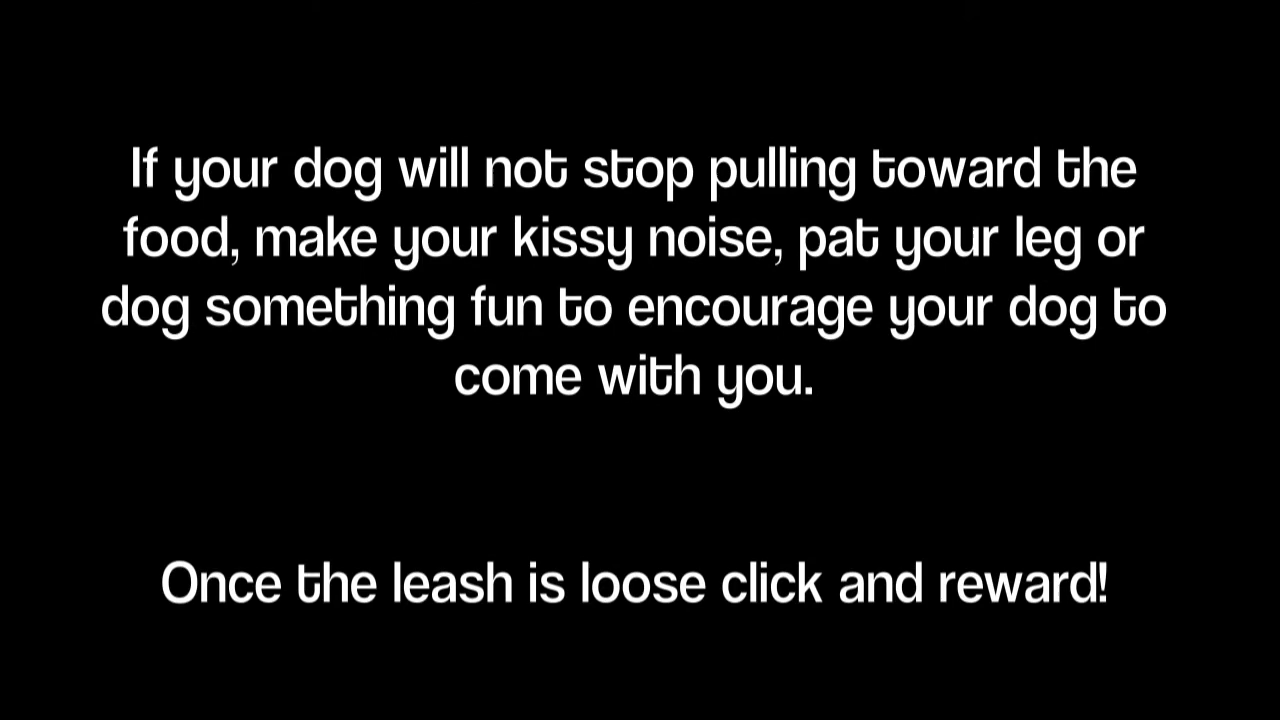 If your dog will not stop pulling toward the
food, make your kissy noise, pat your leg or
dog something fun to encourage your dog to
come with you.
Once the leash is loose click and reward!